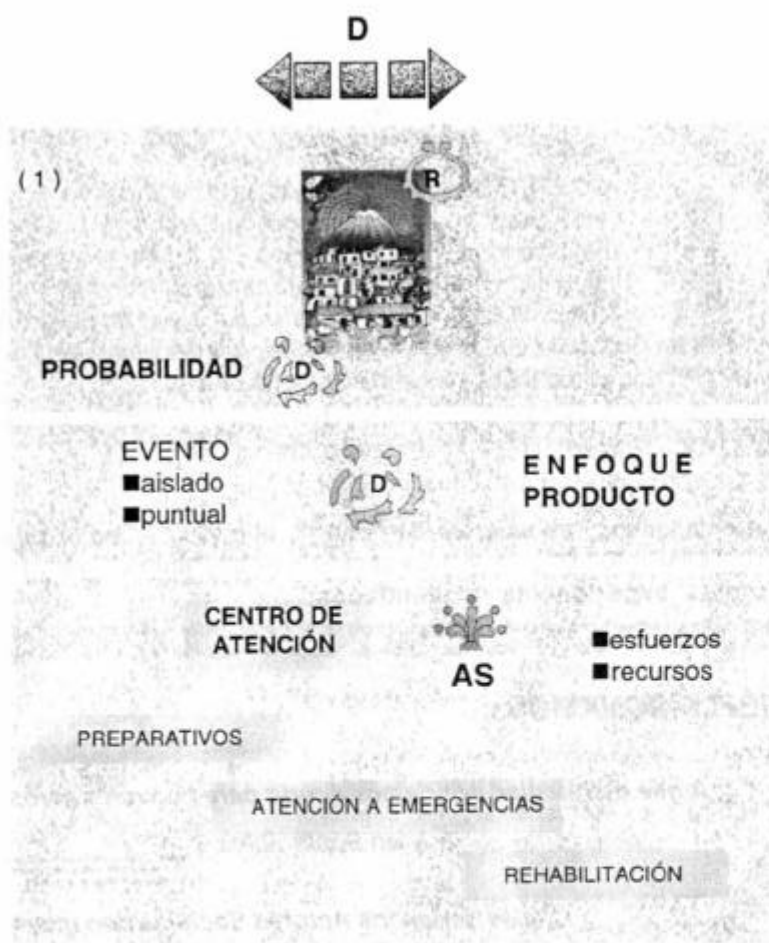 D
(1)
R
PROBABILIDAD
D
EVENTO
■aislado
■puntual
D
ENFOQUE
PRODUCTO
CENTRO DE
ATENCIÓN
AS
■esfuerzos
■recursos
PREPARATIVOS
ATENCIÓN A EMERGENCIAS
REHABILITACIÓN